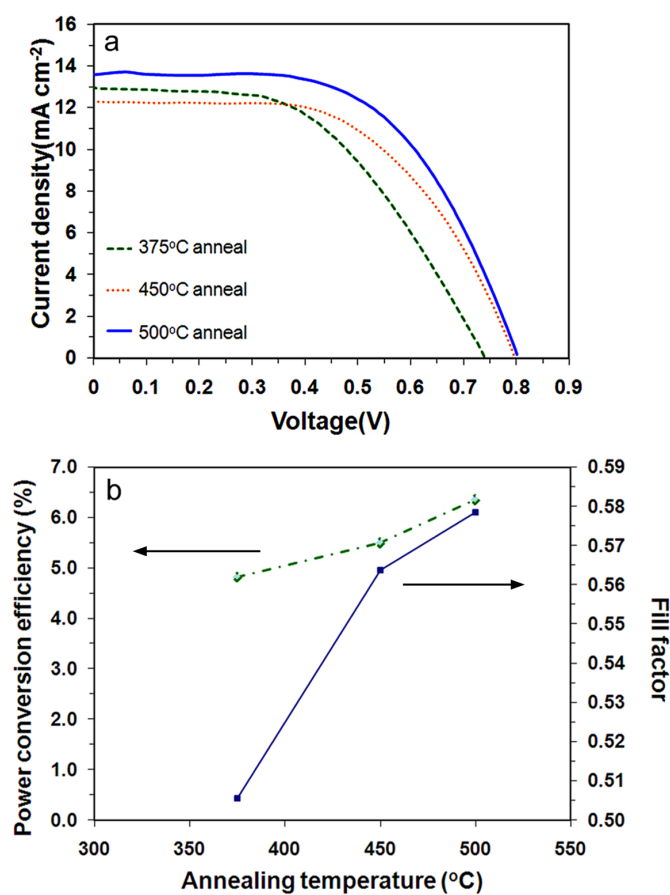 a
Current density(mA cm-2)
16
14
12
10
8
6
4
2
0
375oC anneal
450oC anneal
500oC anneal
0 0.1 0.2 0.3 0.4 0.5 0.6 0.7 0.8 0.9
Voltage(V)
b
Power conversion efficiency (%)
7.0
6.0
5.0
4.0
3.0
2.0
1.0
0.0
0.59
0.58
0.57
0.56
0.55
0.54
0.53
0.52
0.51
0.50
Fill factor
300 350 400 450 500 550
Annealing temperature (oC)